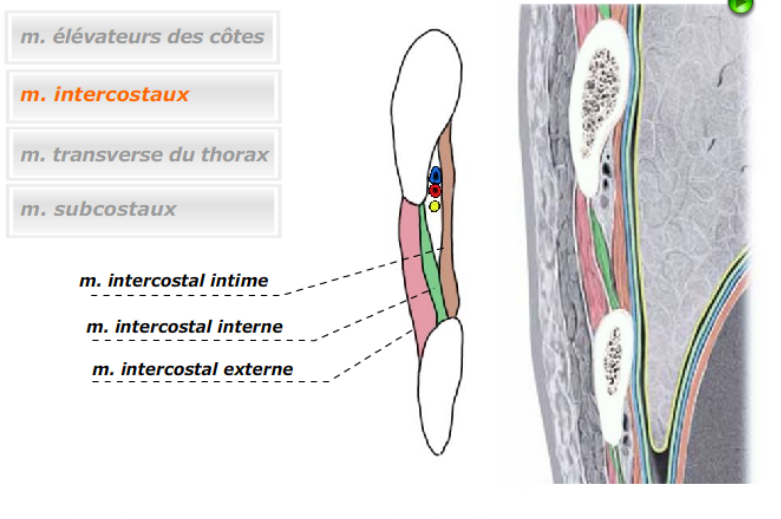 m. élévateurs des côtes
m. intercostaux
m. transverse du thorax
m. subcostaux
m. intercostal intime
m. intercostal interne
m. intercostal externe